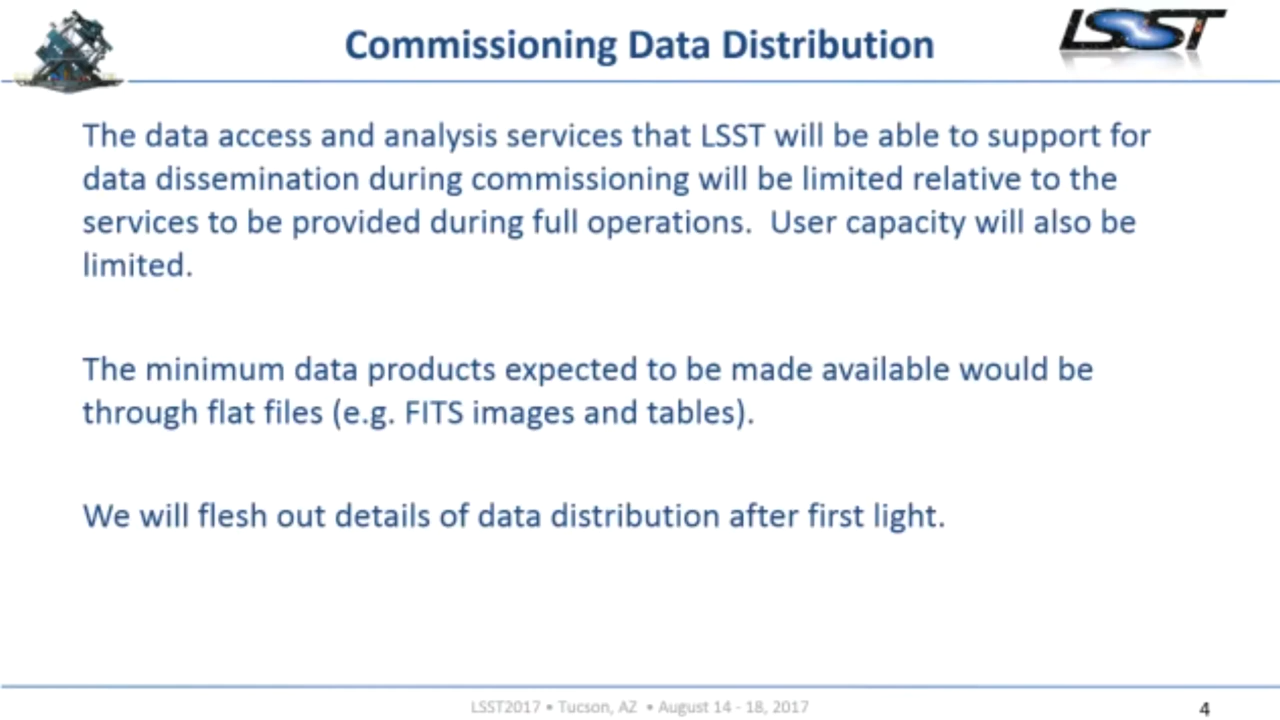 Commissioning Data Distribution
LSST
The data access and analysis services that LSST will be able to support for
data dissemination during commissioning will be limited relative to the
services to be provided during full operations.  User capacity will also be
limited.
The minimum data products expected to be made available would be
through flat files (e.g. FITS images and tables).
We will flesh out details of data distribution after first light.
LSST2017 • Tucson, AZ • August 14 - 18, 2017
4